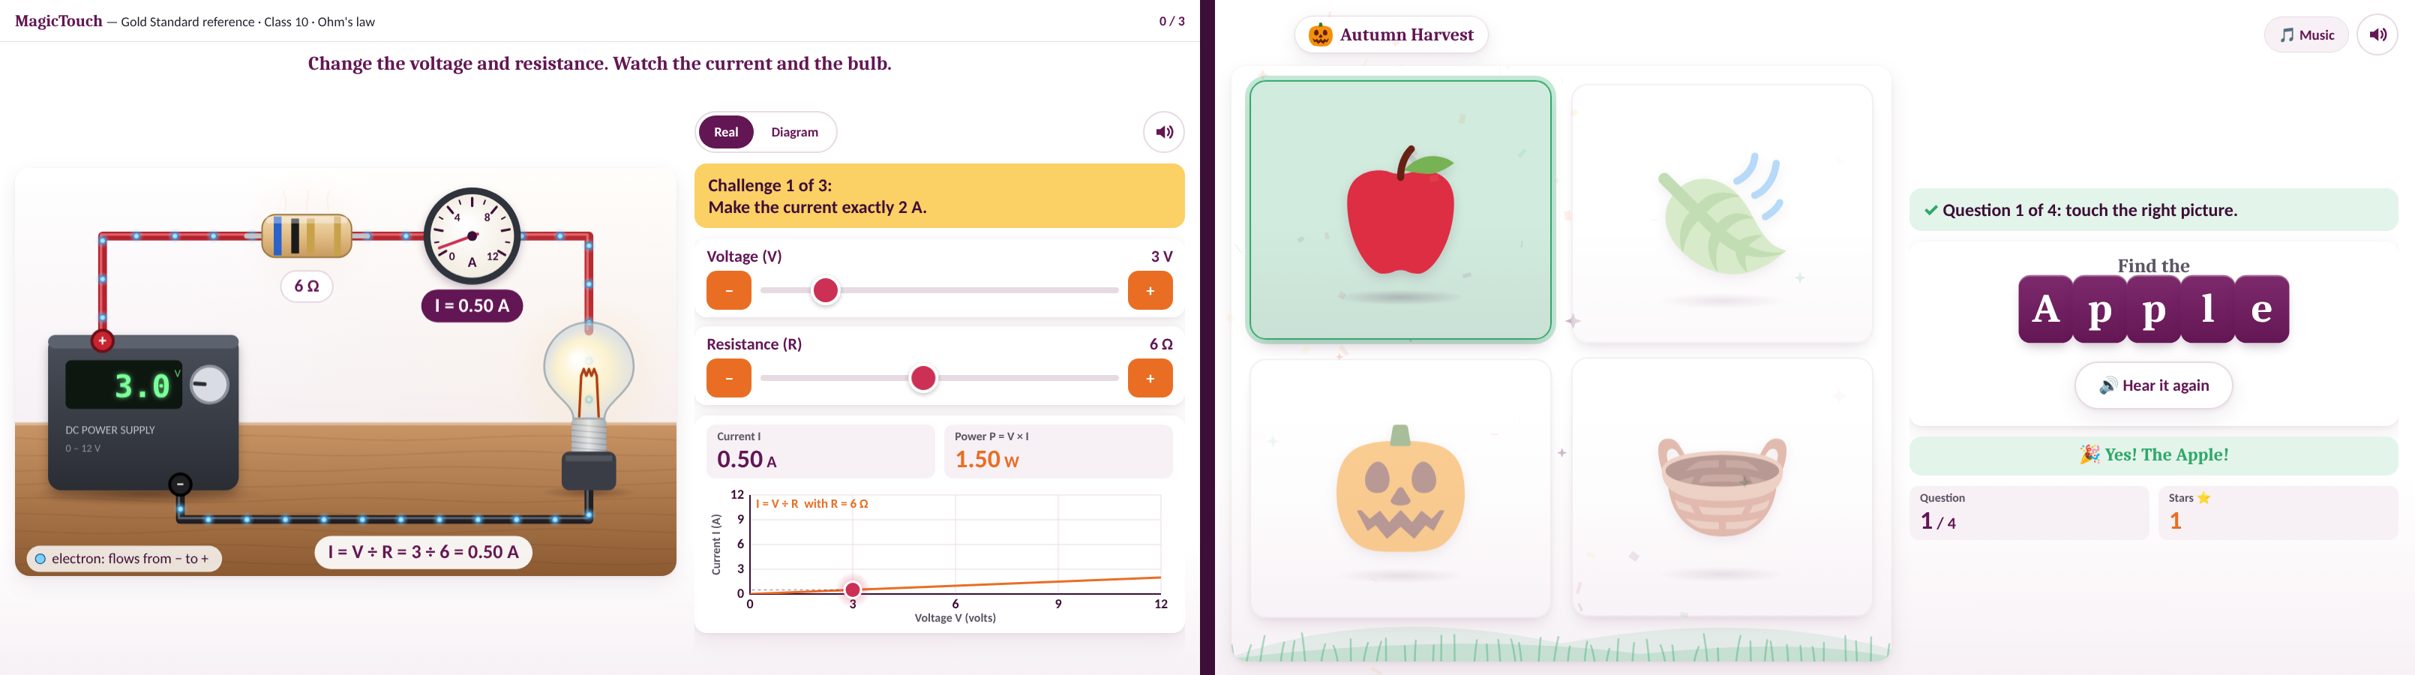 MagicTouch — Gold Standard reference · Class 10 · Ohm's law
0 / 3
Change the voltage and resistance. Watch the current and the bulb.
Real
Diagram
Challenge 1 of 3:
Make the current exactly 2 A.
Voltage (V)
3 V
–
+
Resistance (R)
6 Ω
–
+
Current I
0.50 A
Power P = V × I
1.50 W
I = V ÷ R with R = 6 Ω
Current I (A)
12
9
6
3
0
0
3
6
9
12
Voltage V (volts)
6 Ω
0
4
8
12
A
I = 0.50 A
+
3.0 V
DC POWER SUPPLY
0 – 12 V
−
electron: flows from − to +
I = V ÷ R = 3 ÷ 6 = 0.50 A
Autumn Harvest
Music
Question 1 of 4: touch the right picture.
Find the
Apple
Hear it again
Yes! The Apple!
Question
1 / 4
Stars
1